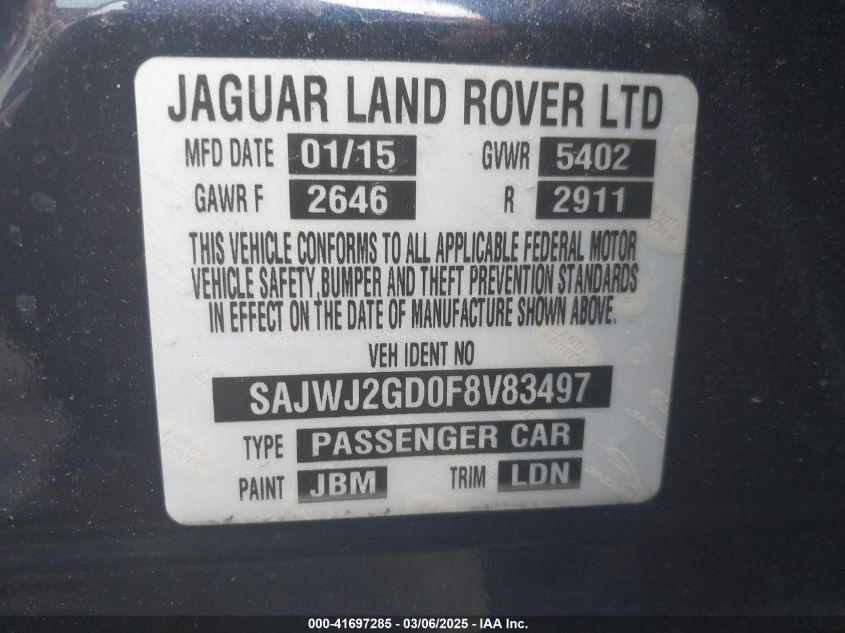 JAGUAR LAND ROVER LTD
MFD DATE 01/15 GVWR 5402
GAWR F 2646 R 2911
THIS VEHICLE CONFORMS TO ALL APPLICABLE FEDERAL MOTOR
VEHICLE SAFETY, BUMPER AND THEFT PREVENTION STANDARDS
IN EFFECT ON THE DATE OF MANUFACTURE SHOWN ABOVE.
VEH IDENT NO
SAJWJ2GD0F8V83497
TYPE PASSENGER CAR
PAINT JBM TRIM LDN
000-41697285 - 03/06/2025 - IAA Inc.